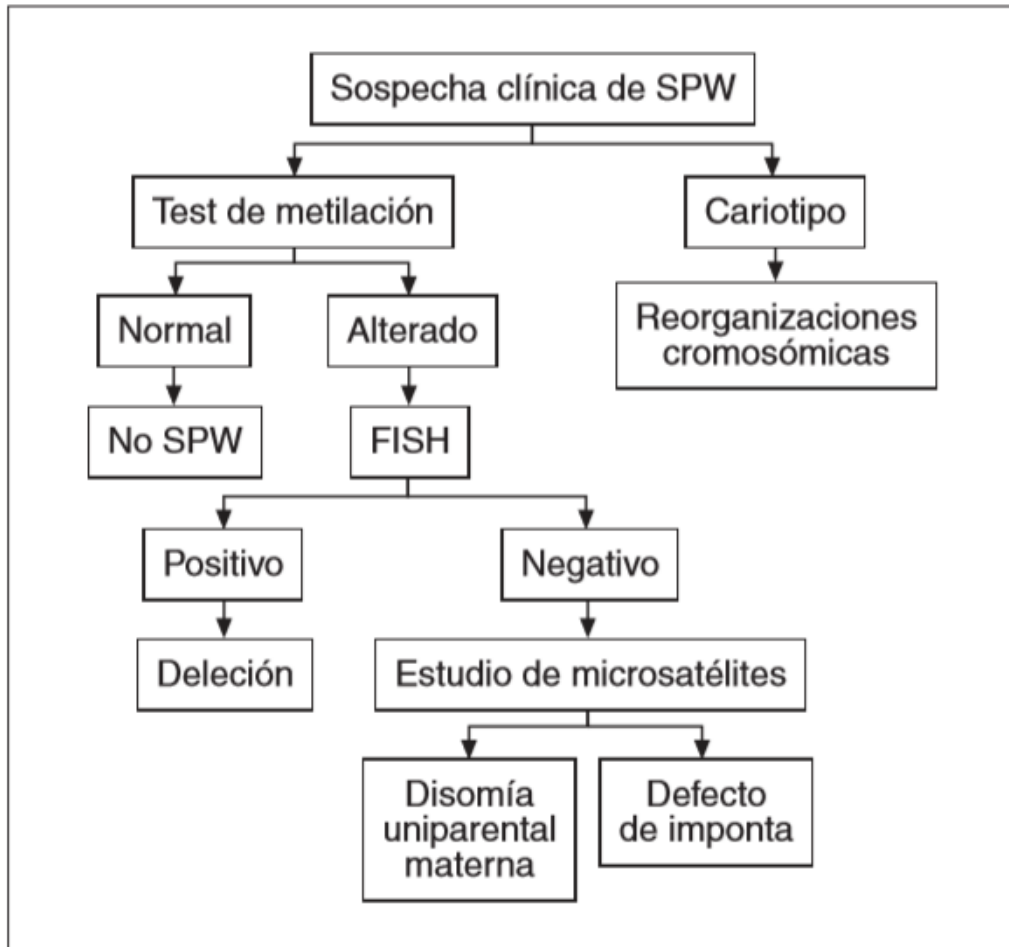 Sospecha clínica de SPW
Test de metilación
Cariotipo
Normal
Alterado
Reorganizaciones
cromosómicas
No SPW
FISH
Positivo
Negativo
Deleción
Estudio de microsatélites
Disomía
uniparental
materna
Defecto
de imponta